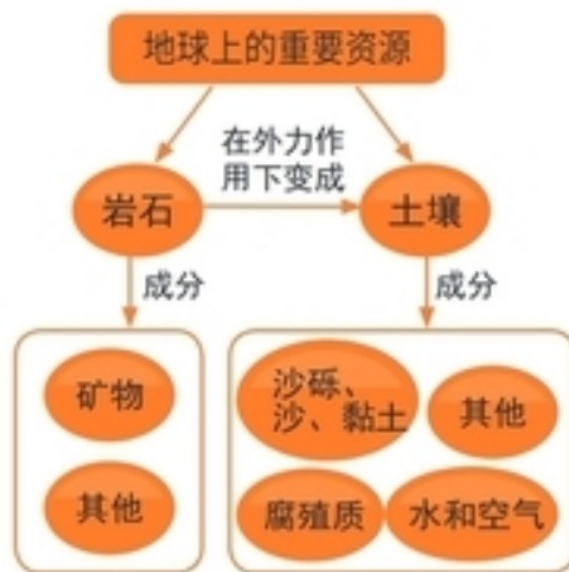 地球上的重要资源
在外力作
用下变成
岩石
土壤
成分
成分
矿物
其他
沙砾、
沙、黏土
其他
腐殖质
水和空气